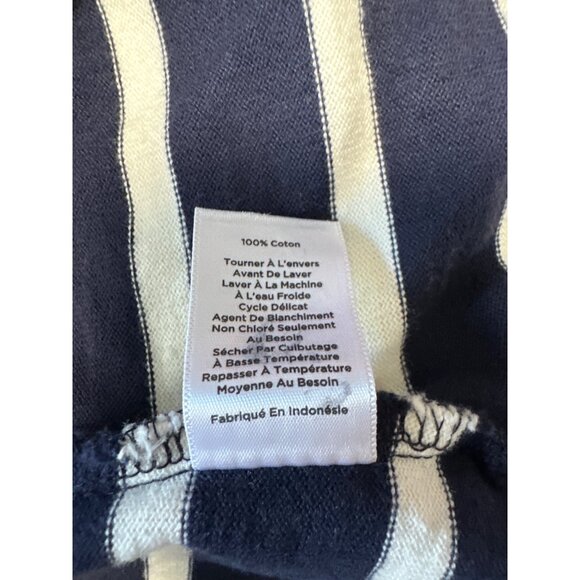 100% Coton
Tourner À L'envers
Avant De Laver
Laver À La Machine
À L'eau Froide
Cycle Délicat
Agent De Blanchiment
Non Chloré Seulement
Au Besoin
Sécher Par Culbutage
À Basse Température
Repasser À Température
Moyenne Au Besoin
Fabriqué En Indonésie